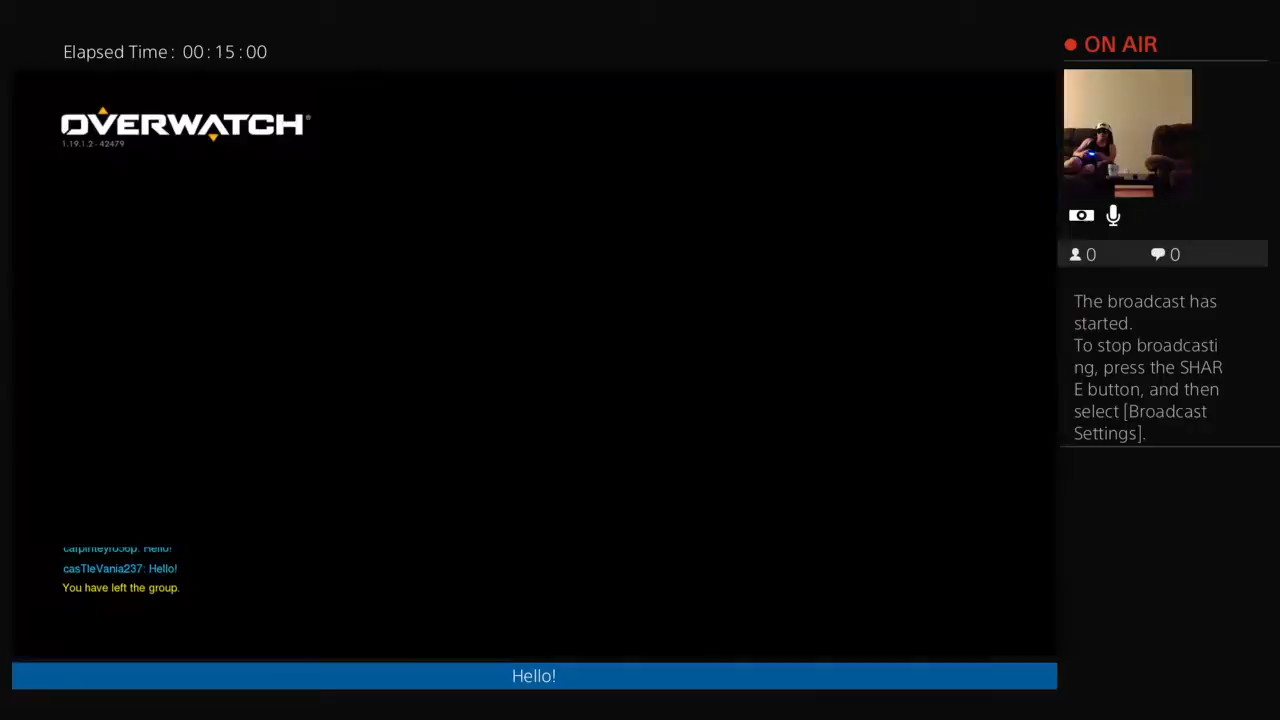 Elapsed Time: 00:15:00
ON AIR
OVERWATCH
1.19.1.2 - 42479
0 0
The broadcast has
started.
To stop broadcasti
ng, press the SHAR
E button, and then
select [Broadcast
Settings].
Hello!
casTleVania237: Hello!
You have left the group.
Hello!